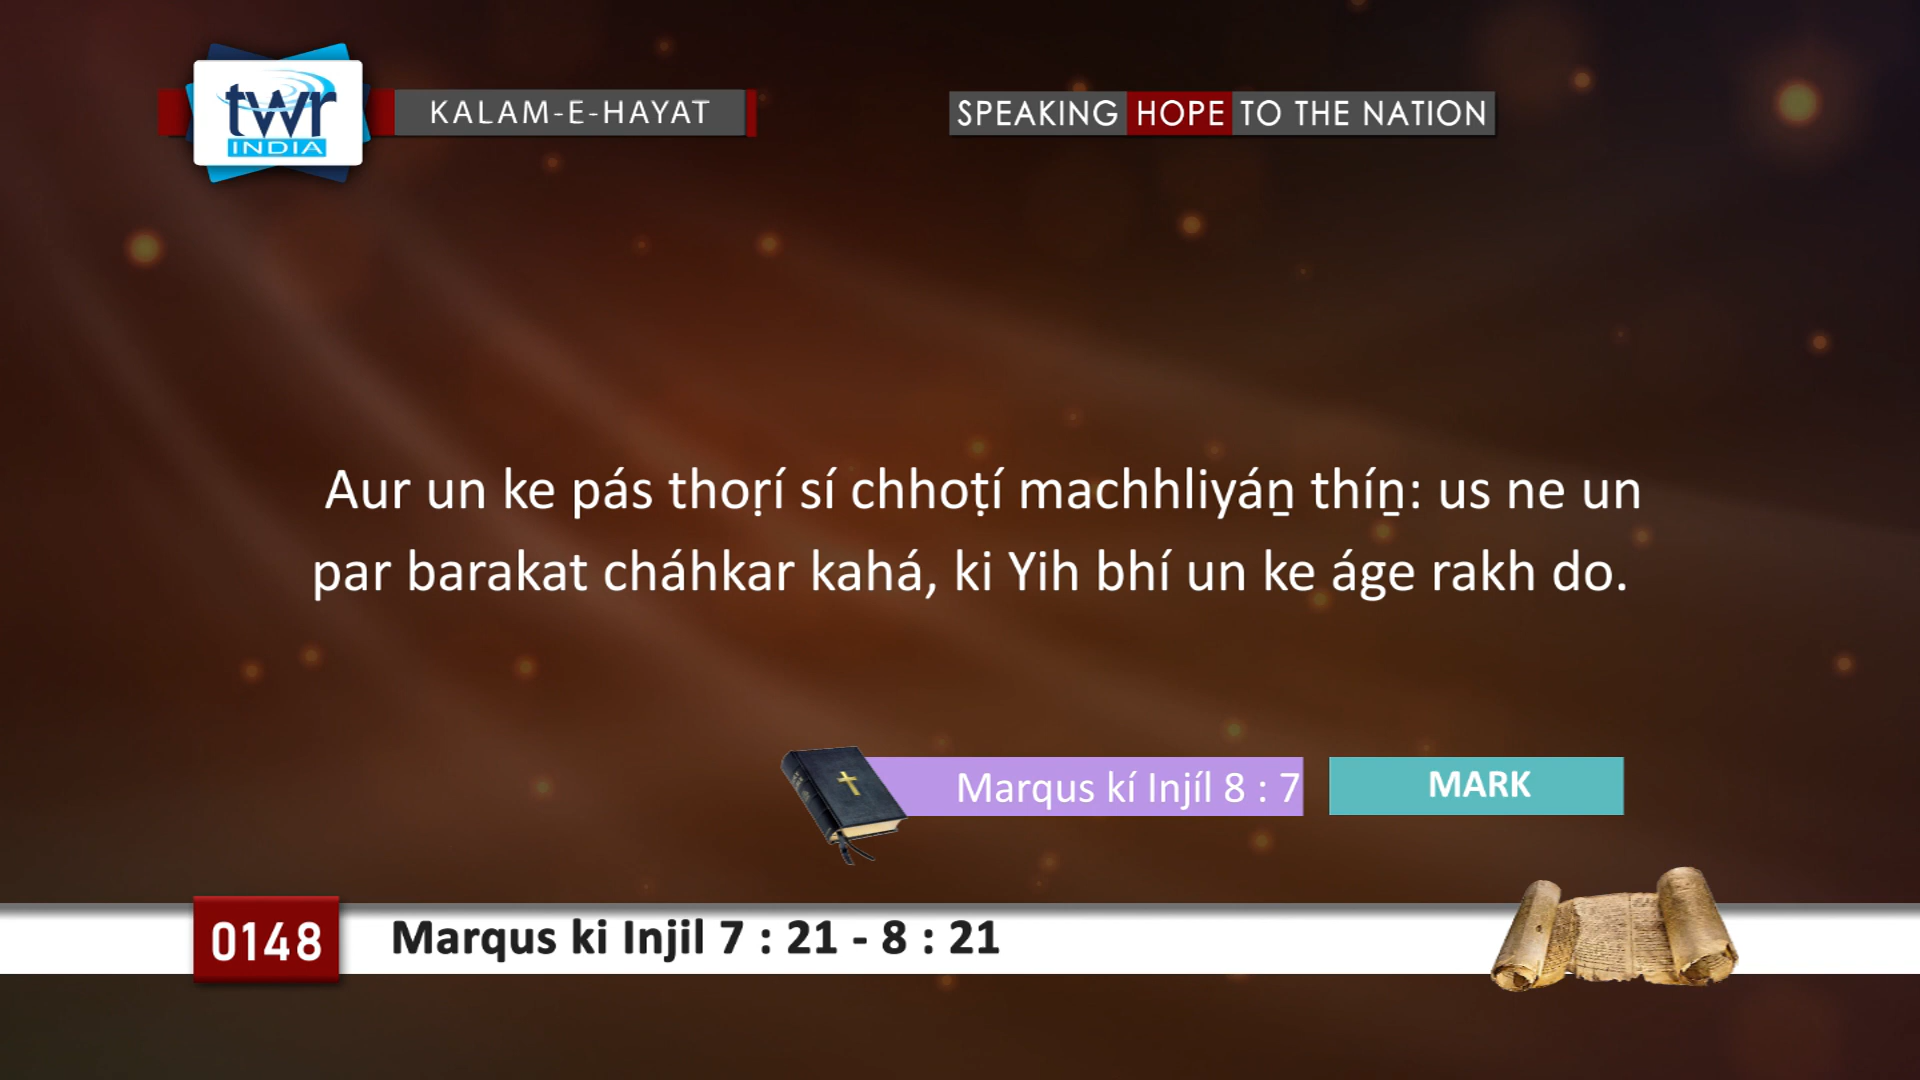 twr
INDIA
KALAM-E-HAYAT
SPEAKING HOPE TO THE NATION
Aur un ke pás thoṛí sí chhoṭí machhliyáṉ thíṉ: us ne un
par barakat cháhkar kahá, ki Yih bhí un ke áge rakh do.
Marqus kí Injíl 8 : 7
MARK
0148
Marqus ki Injil 7 : 21 - 8 : 21